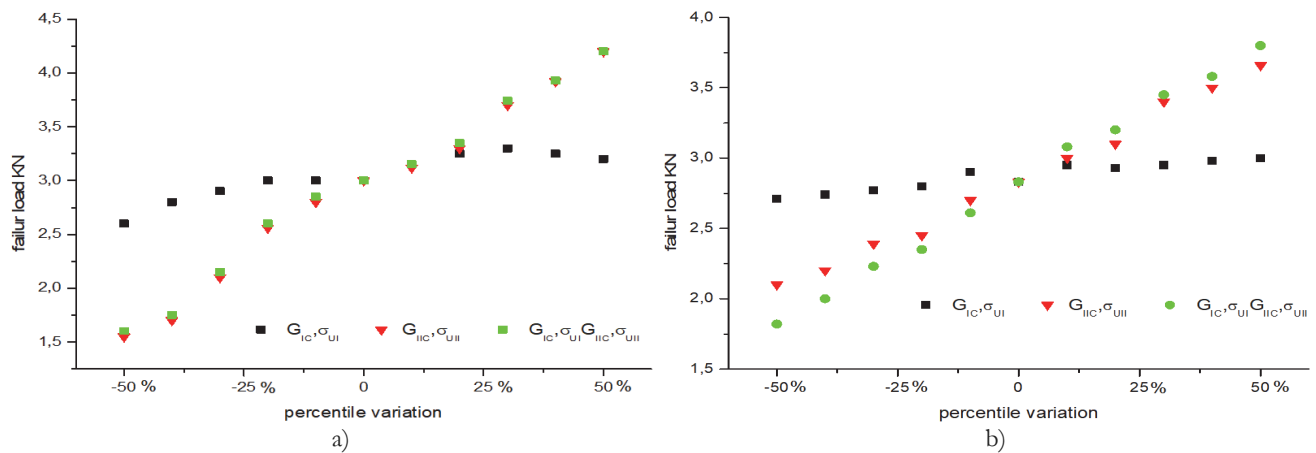 4,5
4,0
3,5
3,0
2,5
2,0
1,5
failur load KN
G_IC,σ_UI G_IIC,σ_UII G_IC,σ_UI G_IIC,σ_UII
-50 % -25 % 0 25 % 50 %
percentile variation
a)
4,0
3,5
3,0
2,5
2,0
1,5
failur load KN
G_IC,σ_UI G_IIC,σ_UII G_IC,σ_UI G_IIC,σ_UII
-50 % -25 % 0 25 % 50 %
percentile variation
b)